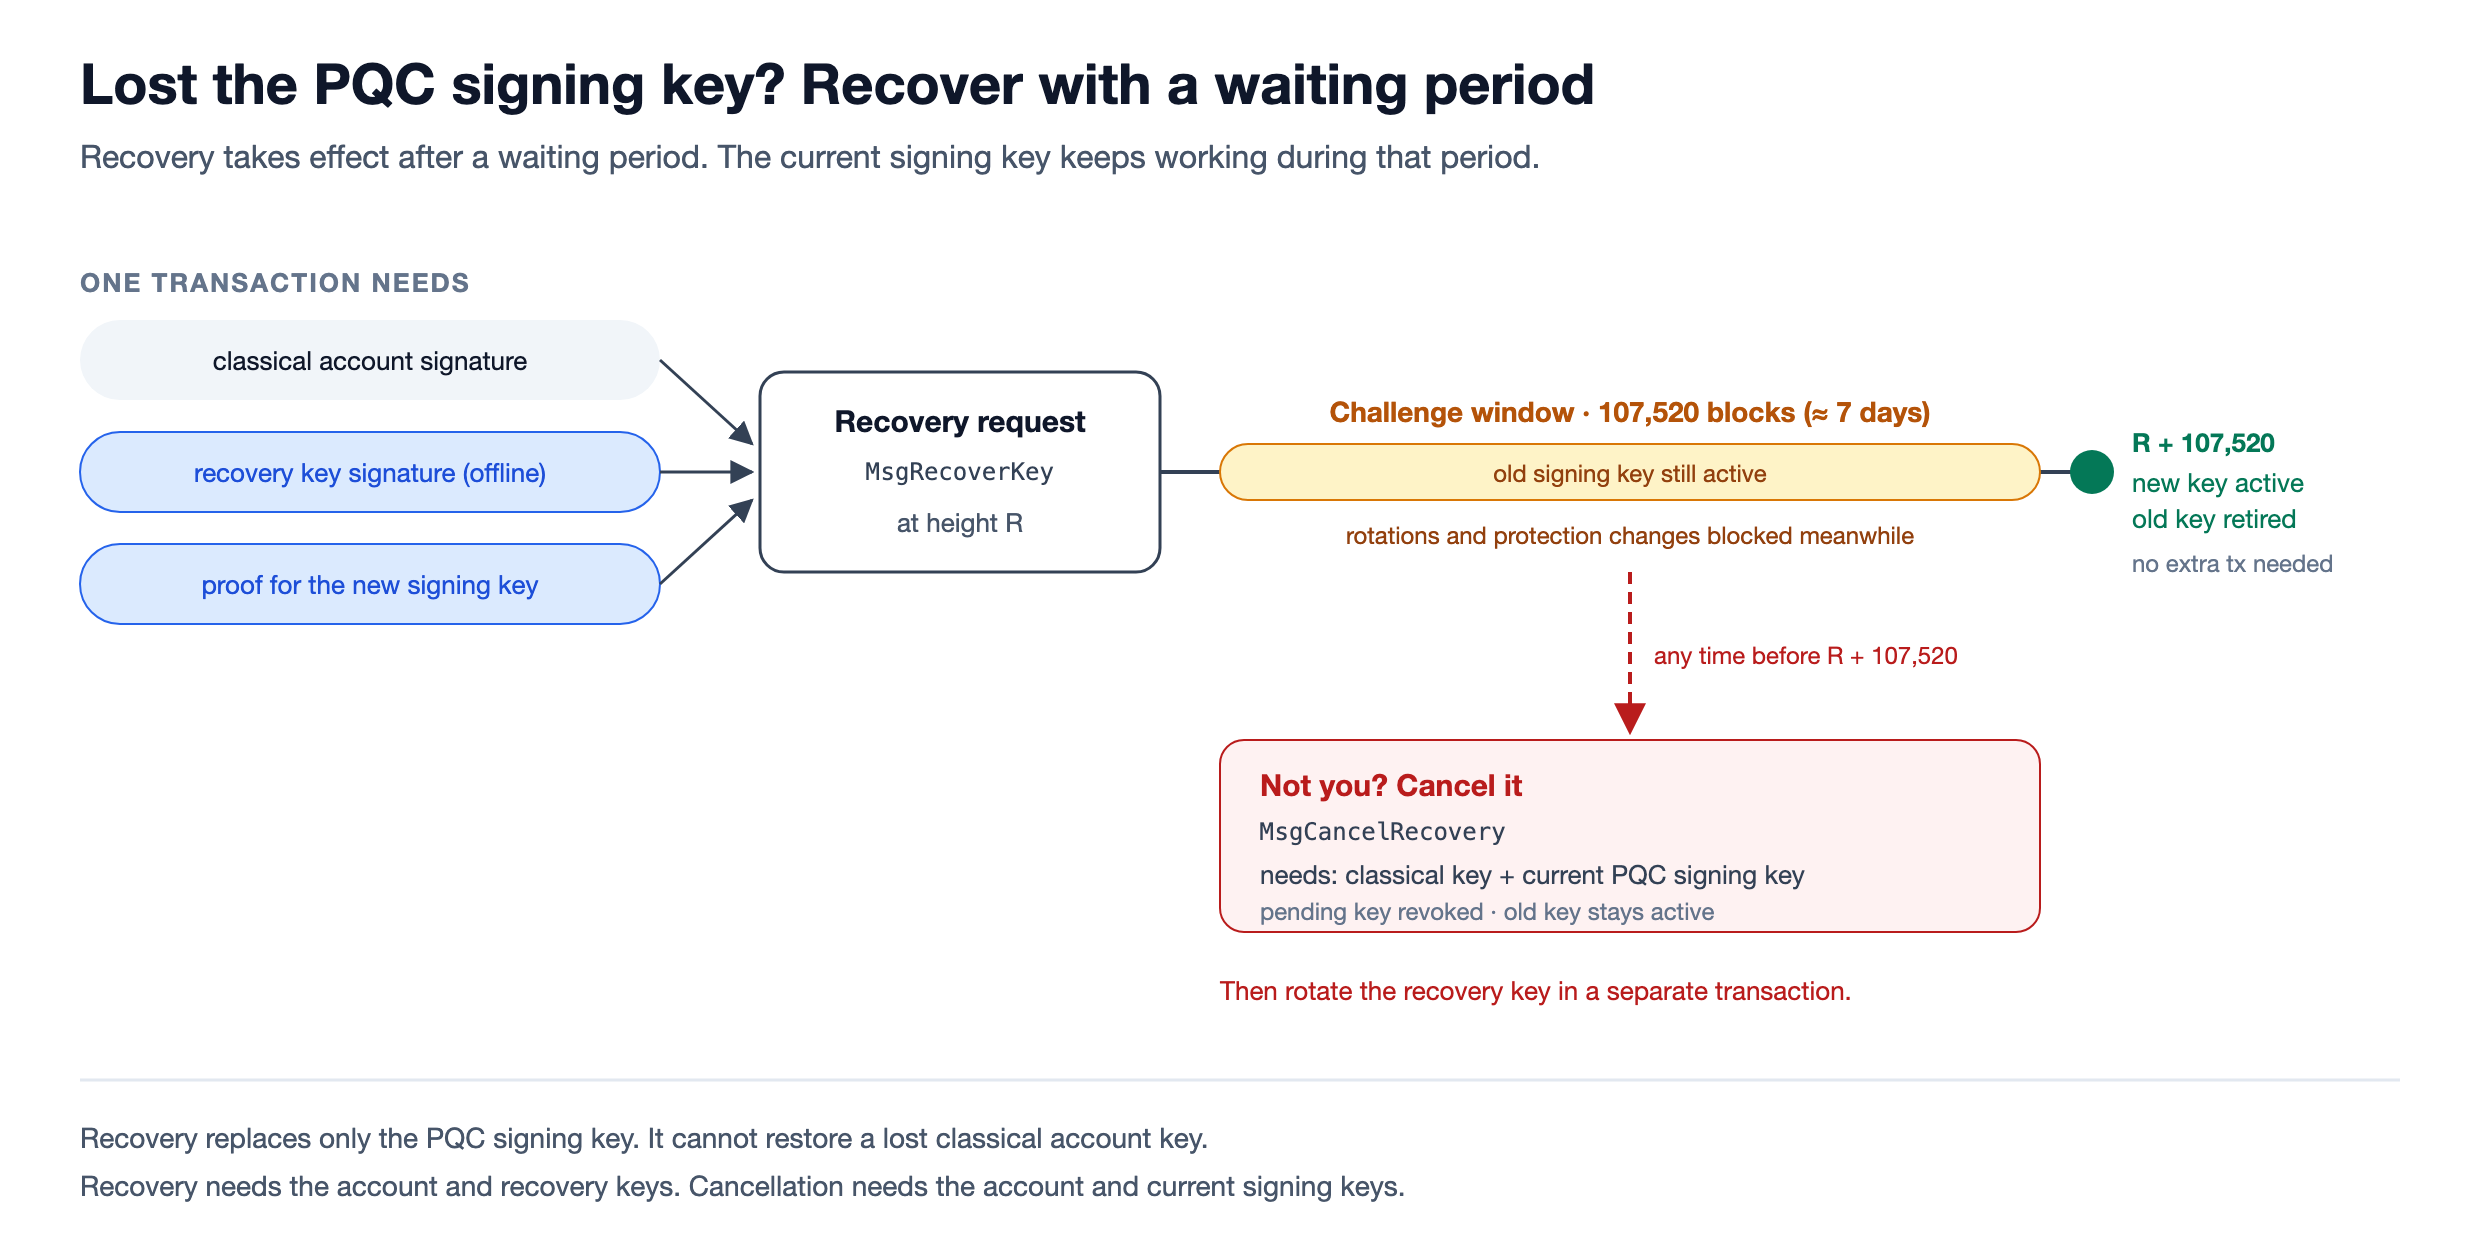 Lost the PQC signing key? Recover with a waiting period
Recovery takes effect after a waiting period. The current signing key keeps working during that period.
ONE TRANSACTION NEEDS
classical account signature
recovery key signature (offline)
proof for the new signing key
Recovery request
MsgRecoverKey
at height R
Challenge window · 107,520 blocks (≈ 7 days)
old signing key still active
rotations and protection changes blocked meanwhile
R + 107,520
new key active
old key retired
no extra tx needed
any time before R + 107,520
Not you? Cancel it
MsgCancelRecovery
needs: classical key + current PQC signing key
pending key revoked · old key stays active
Then rotate the recovery key in a separate transaction.
Recovery replaces only the PQC signing key. It cannot restore a lost classical account key.
Recovery needs the account and recovery keys. Cancellation needs the account and current signing keys.